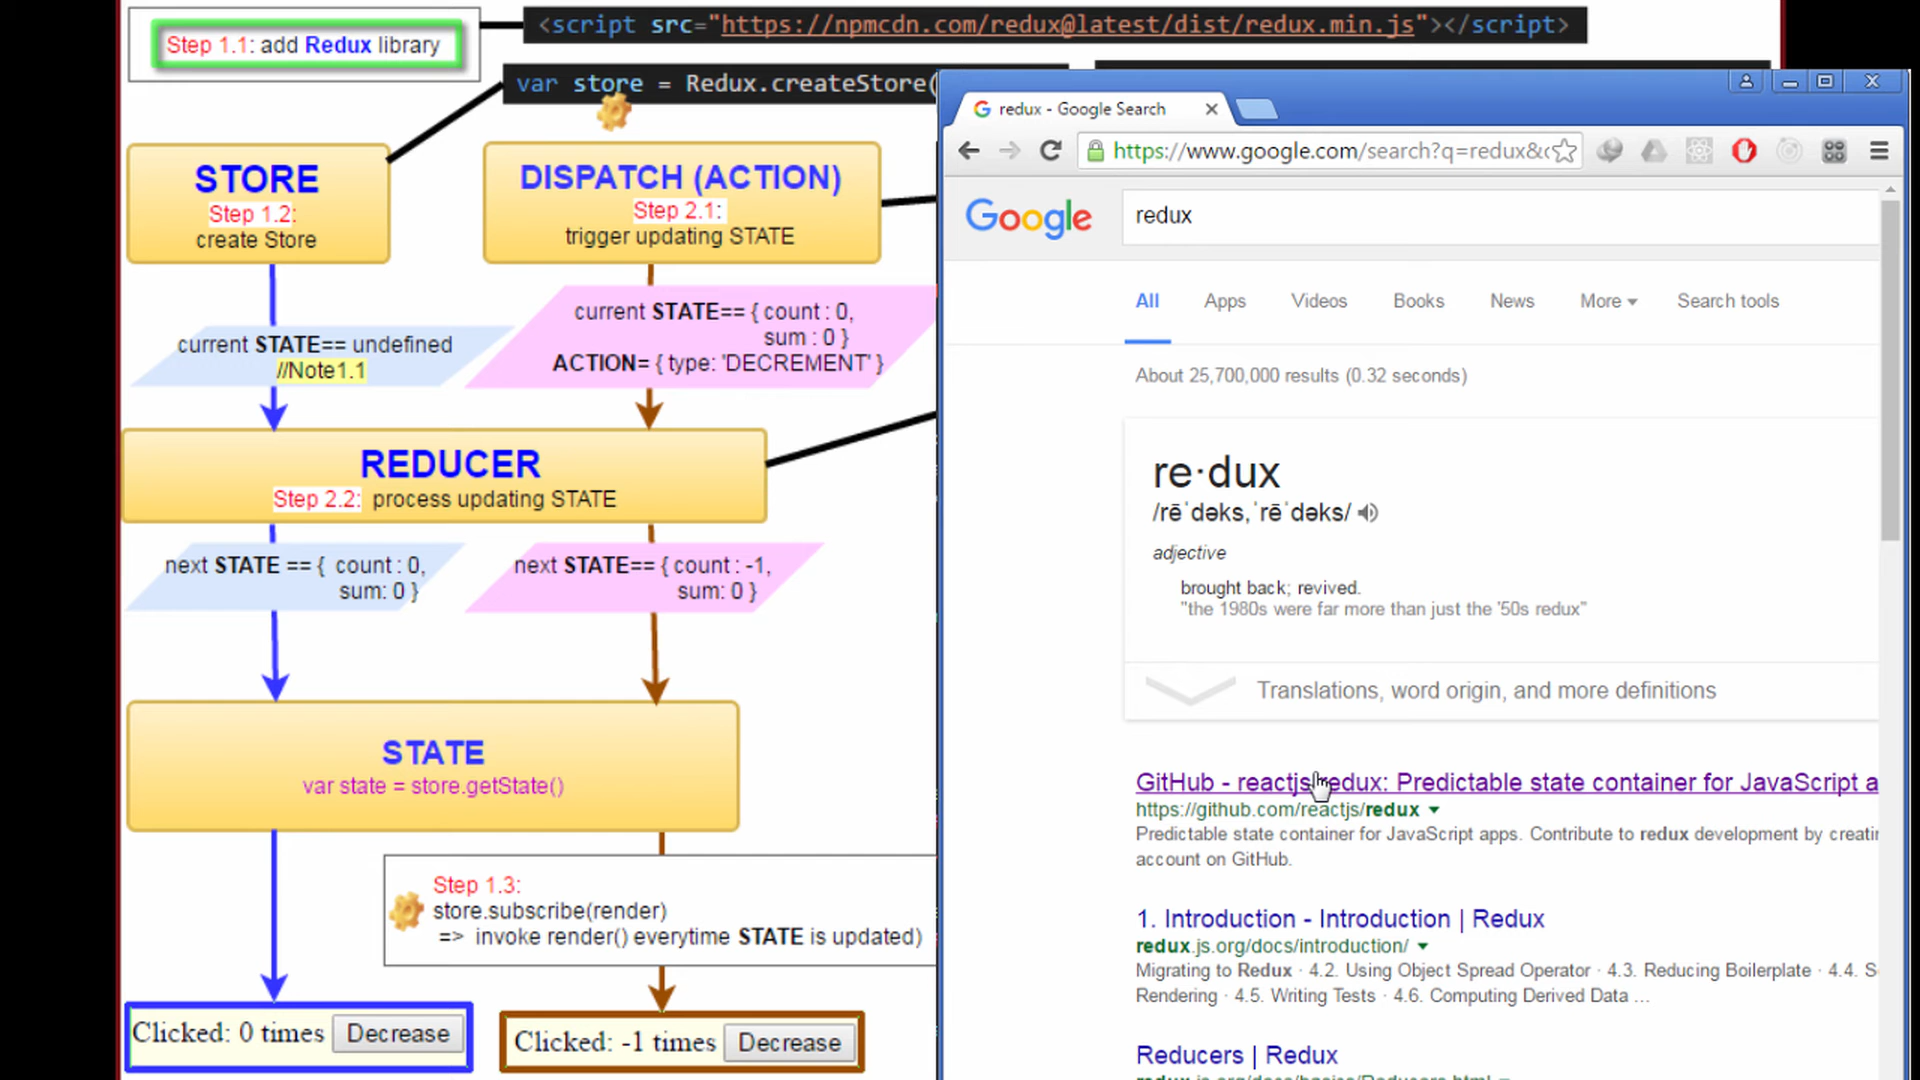 Step 1.1: add Redux library
<script src="https://npmcdn.com/redux@latest/dist/redux.min.js"></script>
var store = Redux.createStore(
STORE
Step 1.2:
create Store
DISPATCH (ACTION)
Step 2.1:
trigger updating STATE
current STATE== undefined
//Note1.1
current STATE== { count : 0,
sum : 0 }
ACTION= { type: 'DECREMENT' }
REDUCER
Step 2.2: process updating STATE
next STATE == { count : 0,
sum: 0 }
next STATE== { count : -1,
sum: 0 }
STATE
var state = store.getState()
Step 1.3:
store.subscribe(render)
=> invoke render() everytime STATE is updated)
Clicked: 0 times Decrease
Clicked: -1 times Decrease
redux - Google Search
https://www.google.com/search?q=redux&c
Google
redux
All Apps Videos Books News More Search tools
About 25,700,000 results (0.32 seconds)
re·dux
/rēˈdəks,ˈrēˈdəks/
adjective
brought back; revived.
"the 1980s were far more than just the '50s redux"
Translations, word origin, and more definitions
GitHub - reactjs/redux: Predictable state container for JavaScript a
https://github.com/reactjs/redux
Predictable state container for JavaScript apps. Contribute to redux development by creati
account on GitHub.
1. Introduction - Introduction | Redux
redux.js.org/docs/introduction/
Migrating to Redux · 4.2. Using Object Spread Operator · 4.3. Reducing Boilerplate · 4.4. S
Rendering · 4.5. Writing Tests · 4.6. Computing Derived Data ...
Reducers | Redux
redux.js.org/docs/basics/Reducers.html